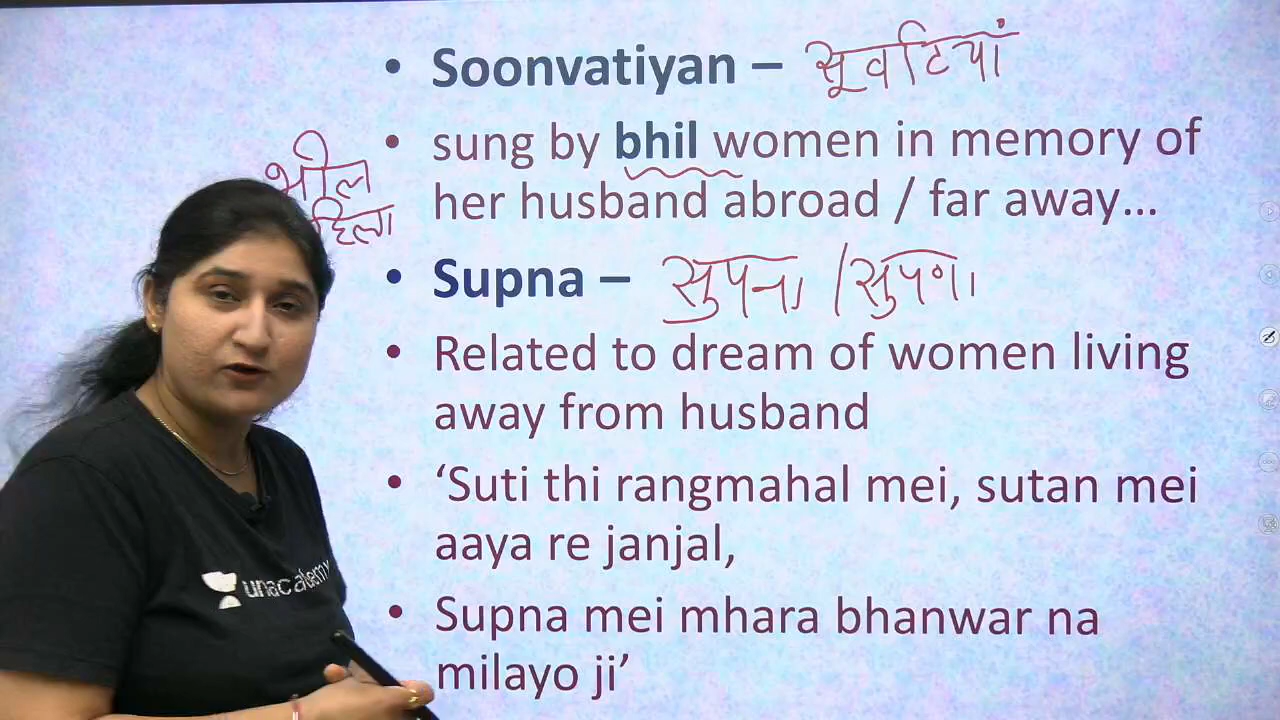 • Soonvatiyan – सूवटियां
• sung by bhil women in memory of
भील
her husband abroad / far away...
हिला
• Supna – सुपना / सुपणा
• Related to dream of women living
away from husband
• ‘Suti thi rangmahal mei, sutan mei
aaya re janjal,
unacademy
• Supna mei mhara bhanwar na
milayo ji’